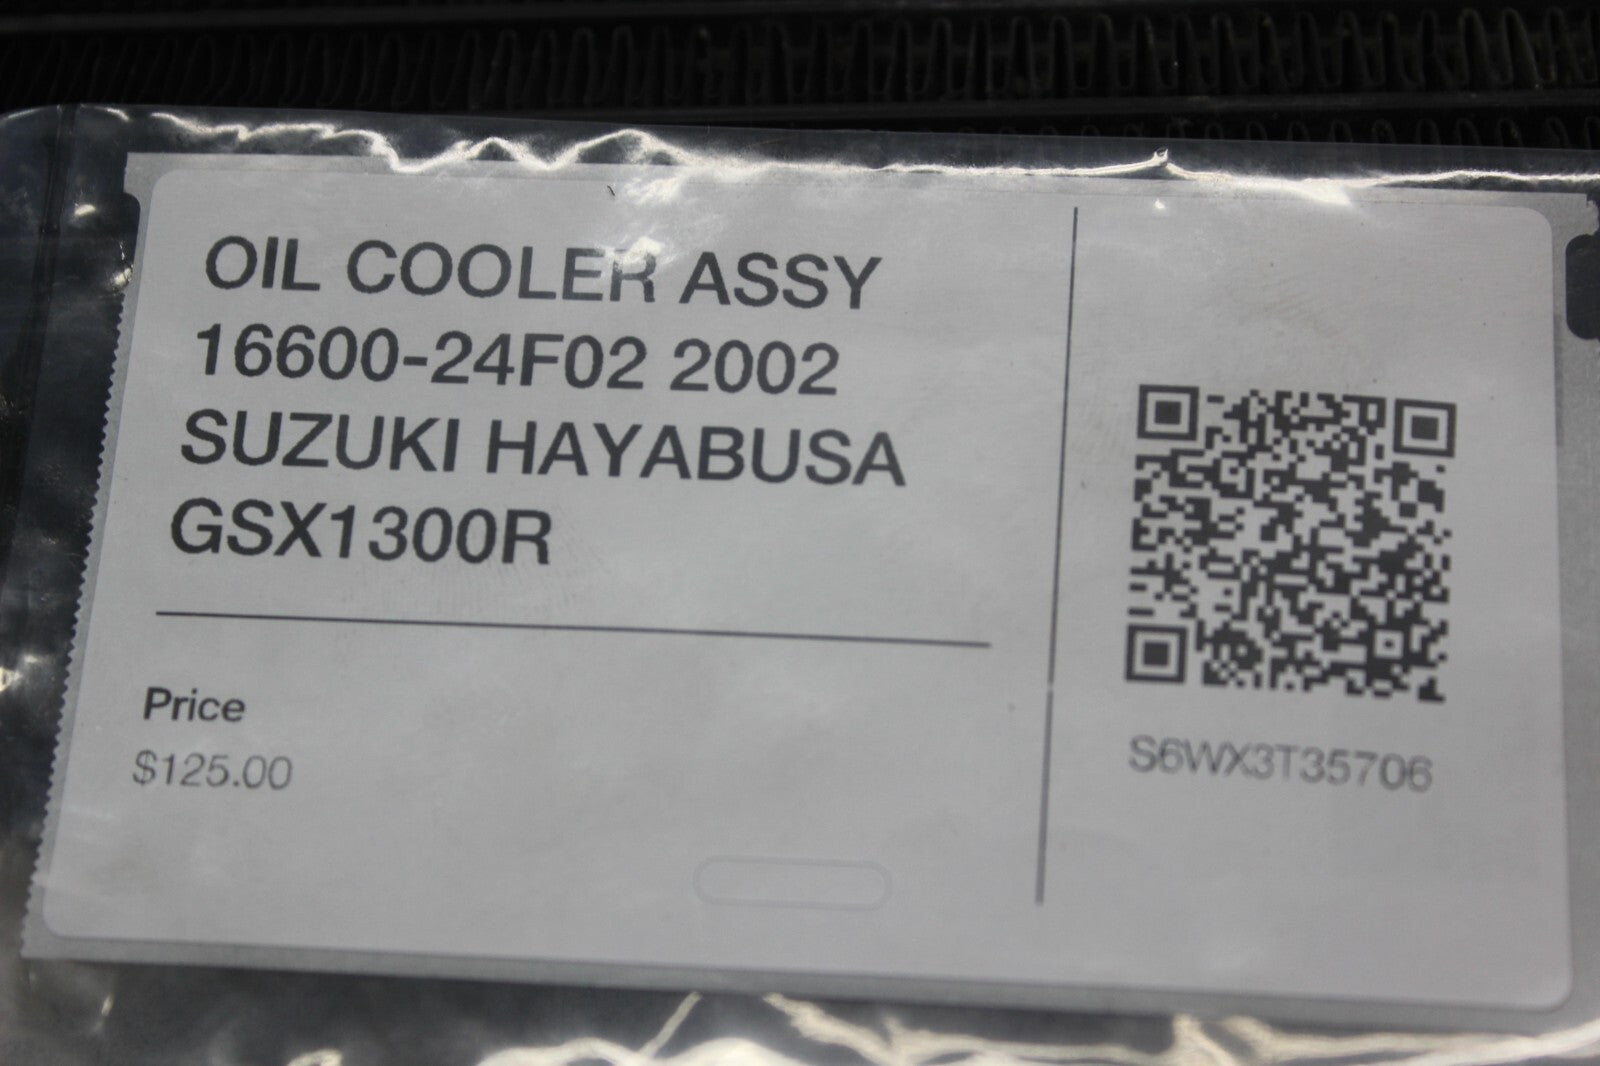 OIL COOLER ASSY
16600-24F02 2002
SUZUKI HAYABUSA
GSX1300R
Price
$125.00
S6WX3T35706